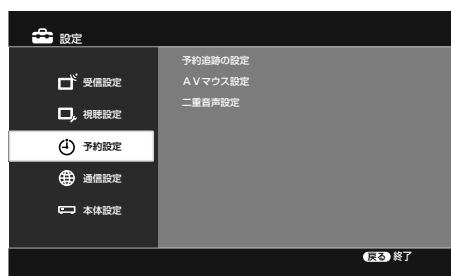 設定
受信設定
視聴設定
予約設定
通信設定
本体設定
予約追跡の設定
AVマウス設定
二重音声設定
戻る 終了